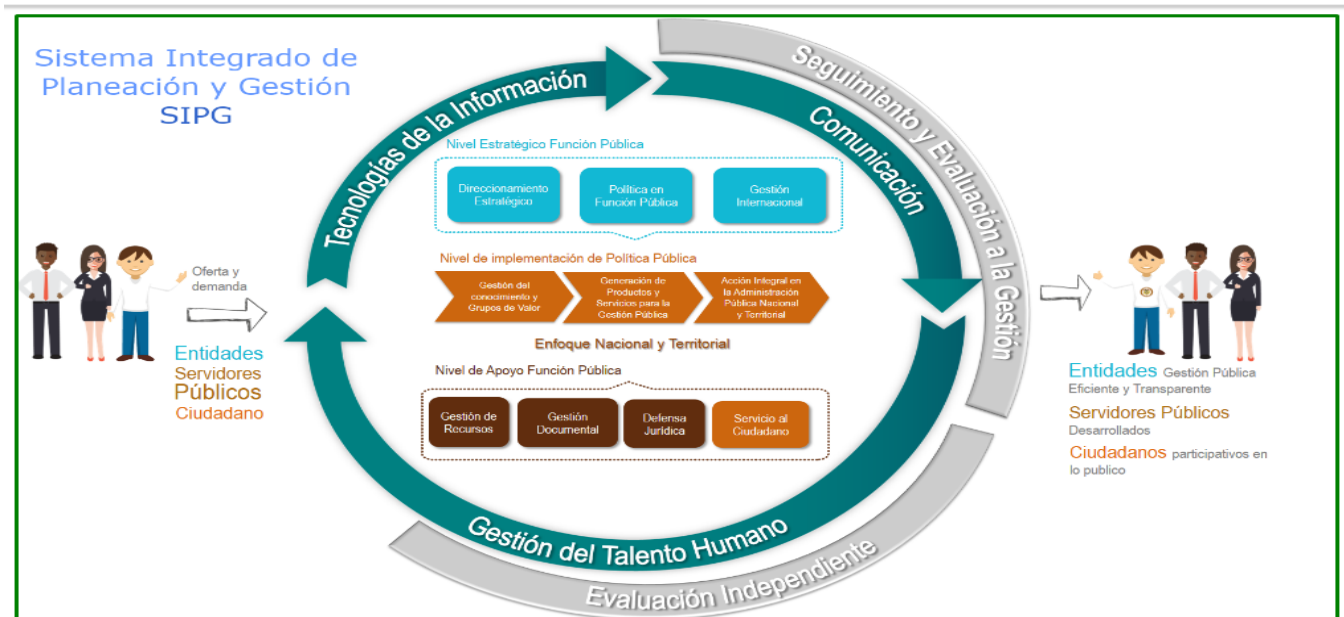 Sistema Integrado de
Planeación y Gestión
SIPG
Tecnologías de la Información
Comunicación
Seguimiento y Evaluación a la Gestión
Nivel Estratégico Función Pública
Direccionamiento
Estratégico
Política en
Función Pública
Gestión
Internacional
Nivel de implementación de Política Pública
Gestión del
conocimiento y
Grupos de Valor
Generación de
Productos y
Servicios para la
Gestión Pública
Acción Integral en
la Administración
Pública Nacional
y Territorial
Enfoque Nacional y Territorial
Nivel de Apoyo Función Pública
Gestión de
Recursos
Gestión
Documental
Defensa
Jurídica
Servicio al
Ciudadano
Gestión del Talento Humano
Evaluación Independiente
Oferta y
demanda
Entidades
Servidores
Públicos
Ciudadano
Entidades Gestión Pública
Eficiente y Transparente
Servidores Públicos
Desarrollados
Ciudadanos participativos en
lo publico